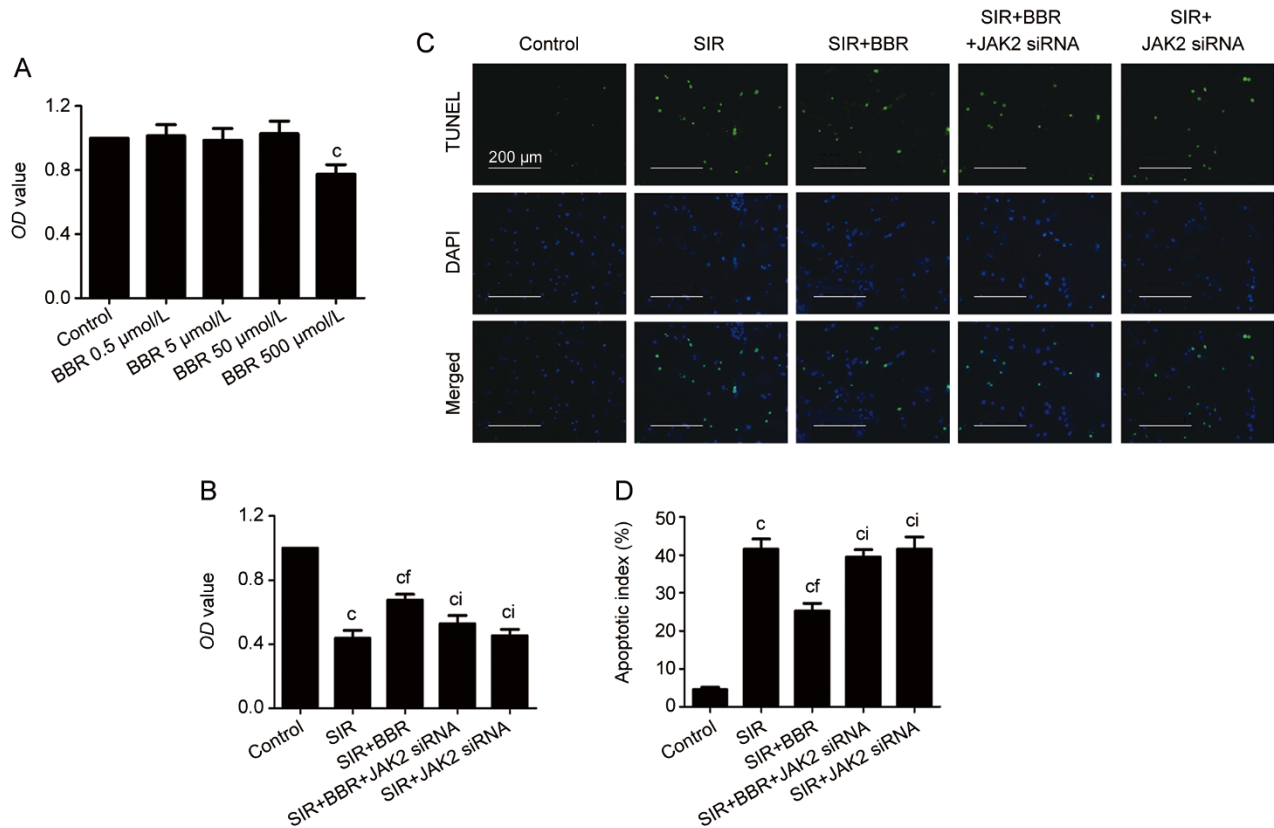 A
OD value
1.2
0.8
0.4
0.0
c
Control
BBR 0.5 μmol/L
BBR 5 μmol/L
BBR 50 μmol/L
BBR 500 μmol/L
C
Control
SIR
SIR+BBR
SIR+BBR
+JAK2 siRNA
SIR+
JAK2 siRNA
TUNEL
200 μm
DAPI
Merged
B
OD value
1.2
0.8
0.4
0.0
c
cf
ci
ci
Control
SIR
SIR+BBR
SIR+BBR+JAK2 siRNA
SIR+JAK2 siRNA
D
Apoptotic index (%)
50
40
30
20
10
0
c
cf
ci
ci
Control
SIR
SIR+BBR
SIR+BBR+JAK2 siRNA
SIR+JAK2 siRNA